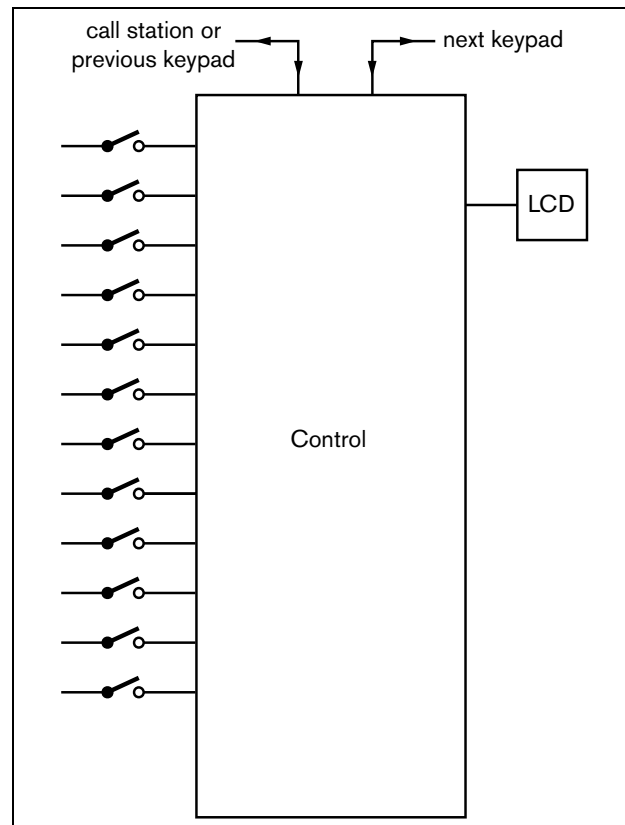 call station or
previous keypad
next keypad
LCD
Control